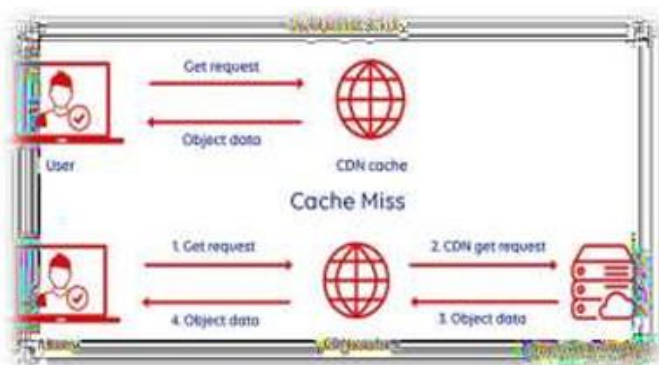 Get request
Object data
User
CDN cache
Cache Miss
1. Get request
2. CDN get request
4. Object data
3. Object data